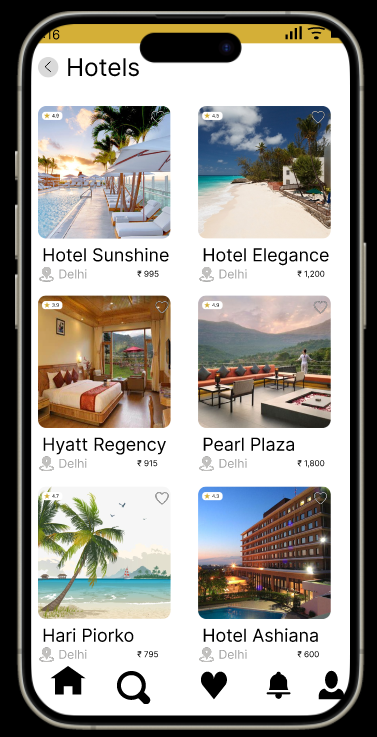 :16
Hotels
4.9
4.5
Hotel Sunshine
Hotel Elegance
Delhi
₹ 995
Delhi
₹ 1,200
3.9
4.9
Hyatt Regency
Pearl Plaza
Delhi
₹ 915
Delhi
₹ 1,800
4.7
4.3
Hari Piorko
Hotel Ashiana
Delhi
₹ 795
Delhi
₹ 600